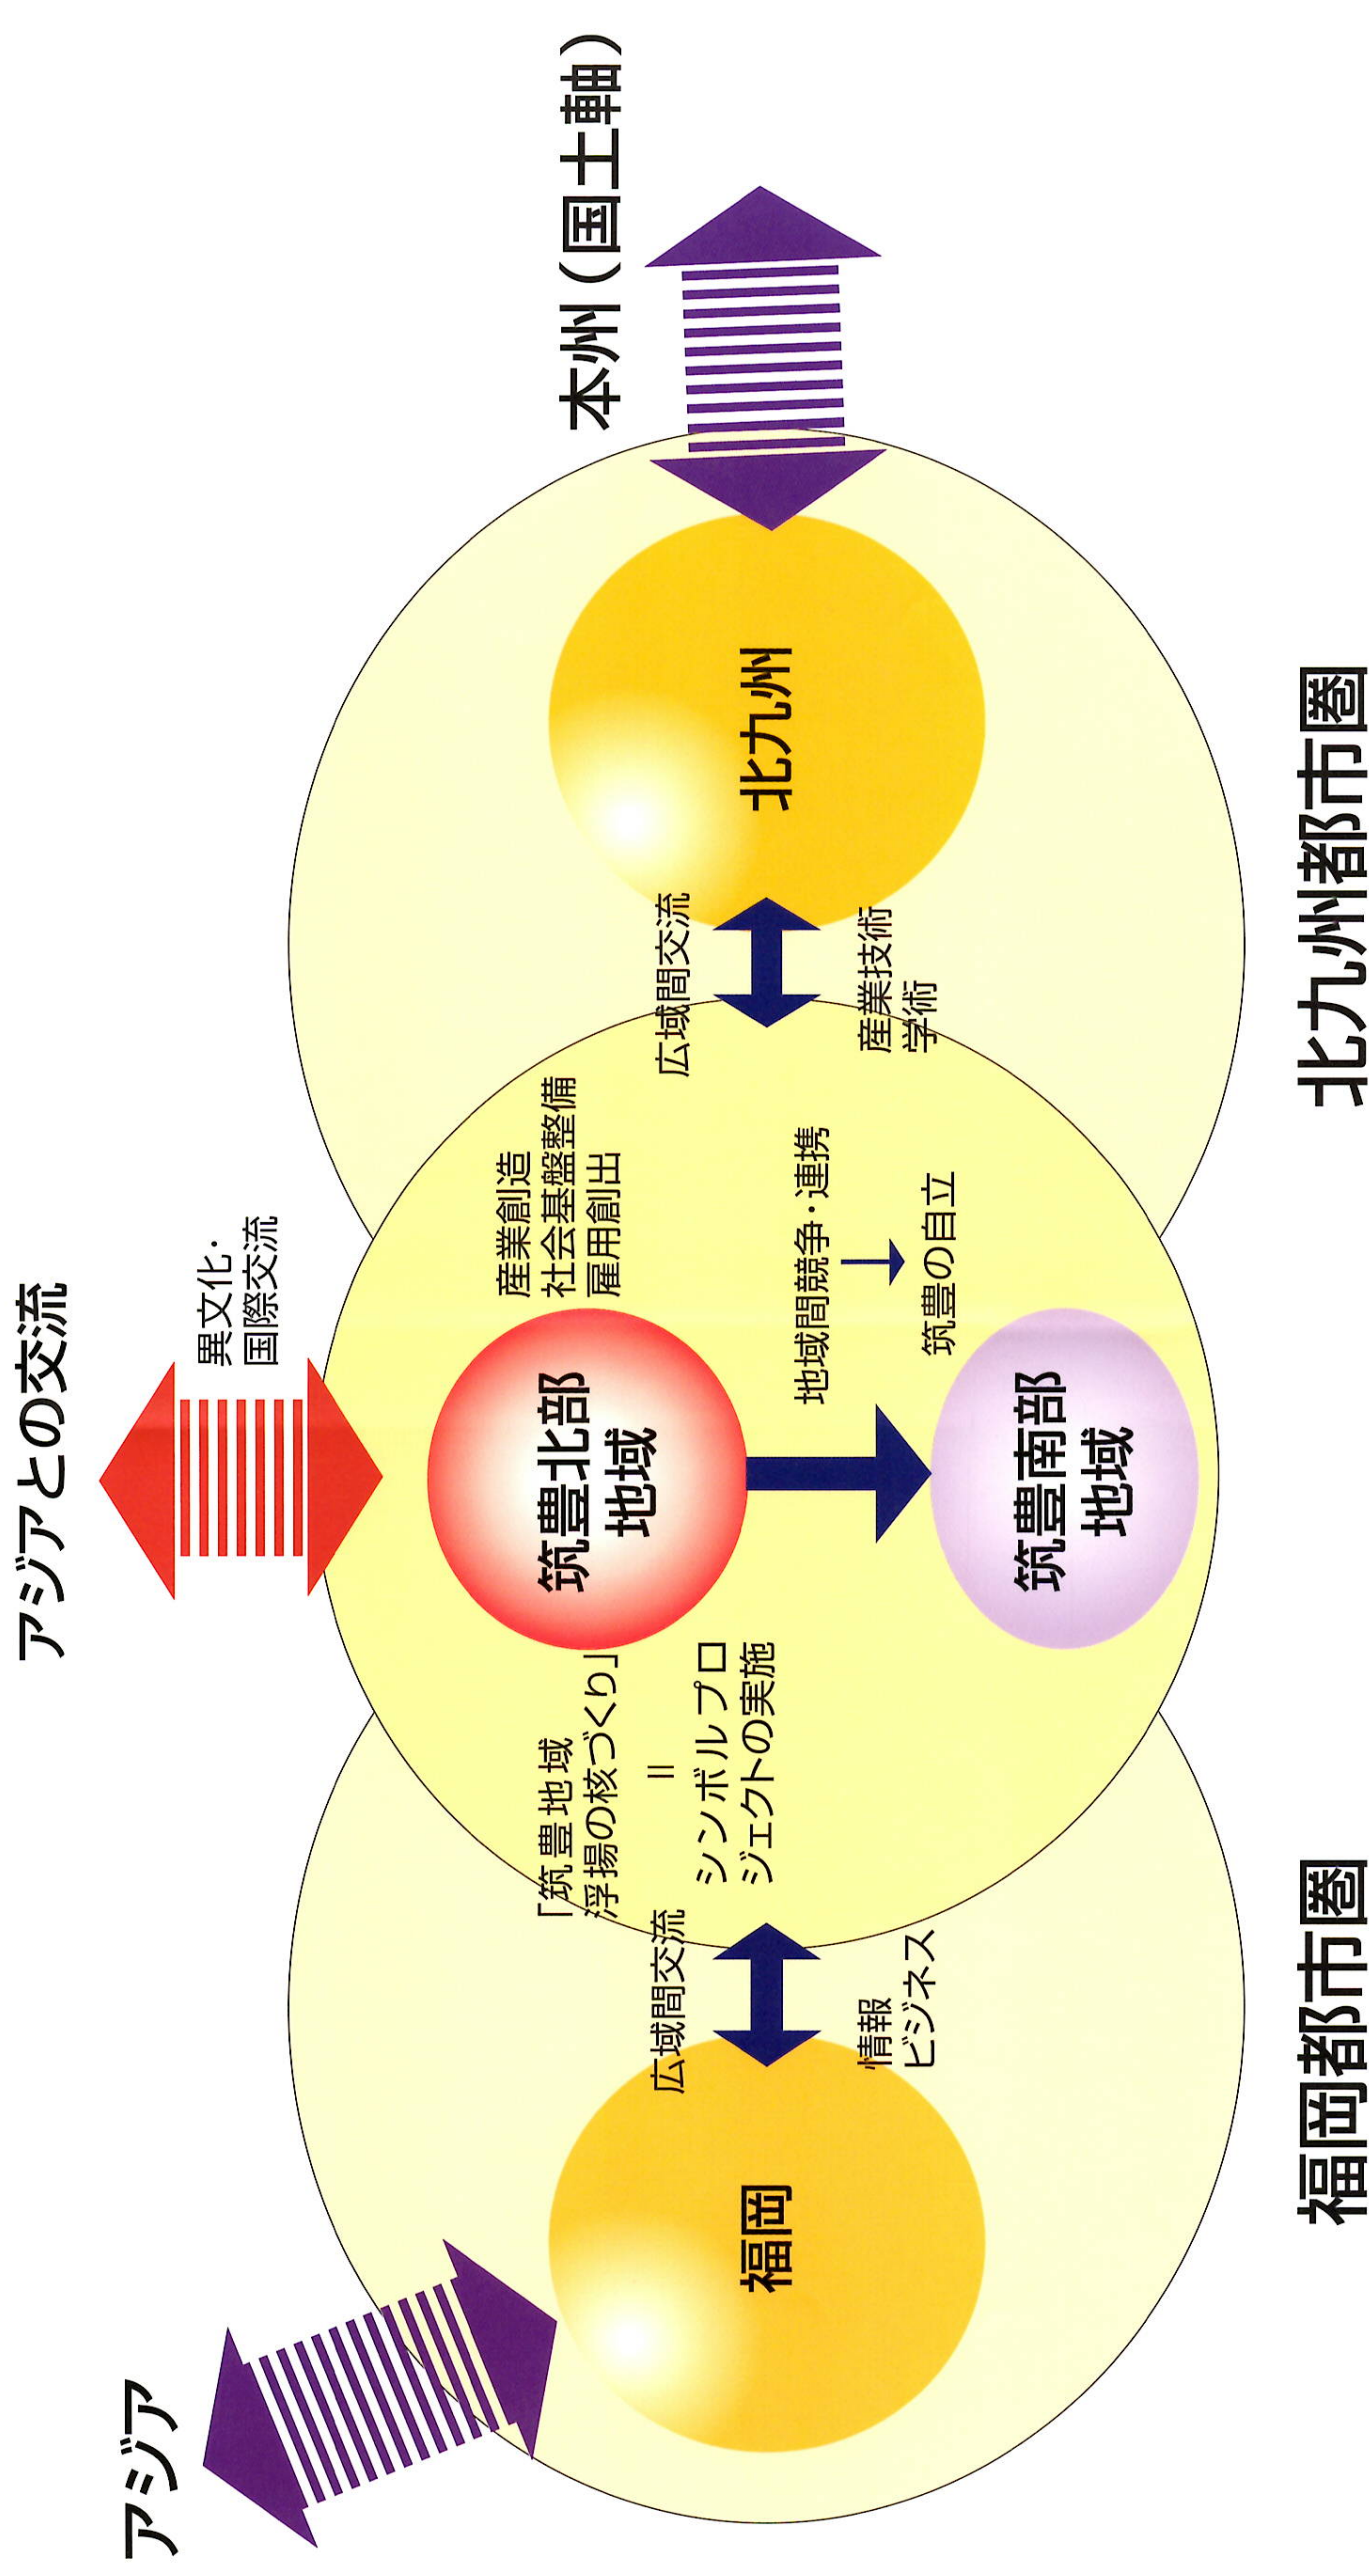 アジアとの交流
異文化・
国際交流
アジア
本州（国土軸）
「筑豊地域
浮揚の核づくり」
＝
シンボルプロ
ジェクトの実施
筑豊北部
地域
産業創造
社会基盤整備
雇用創出
広域間交流
福岡
情報
ビジネス
地域間競争・連携
筑豊の自立
広域間交流
北九州
産業技術
学術
筑豊南部
地域
福岡都市圏
北九州都市圏